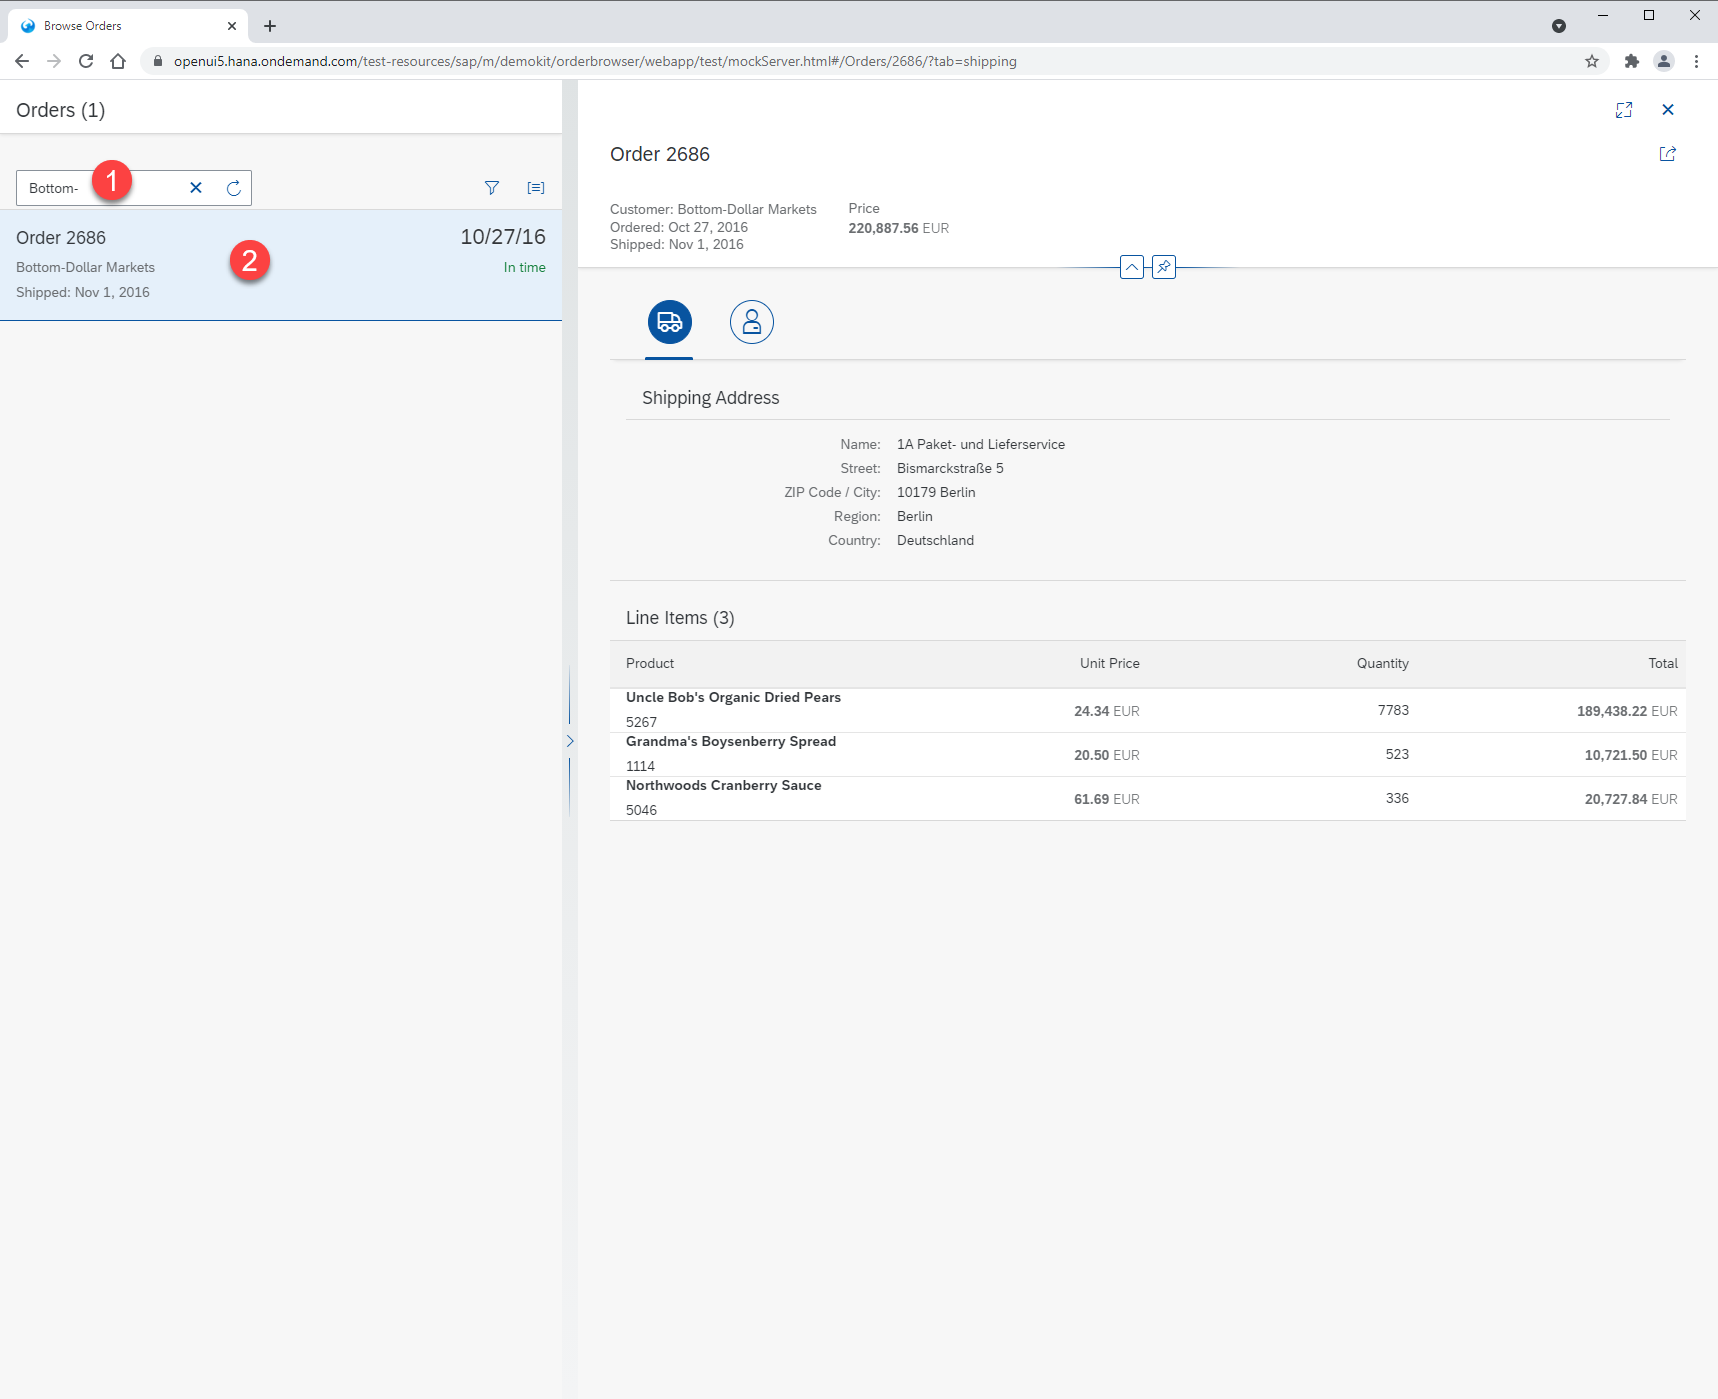 Browse Orders
openui5.hana.ondemand.com/test-resources/sap/m/demokit/orderbrowser/webapp/test/mockServer.html#/Orders/2686/?tab=shipping
Orders (1)
Bottom-
1
Order 2686
10/27/16
Bottom-Dollar Markets
In time
Shipped: Nov 1, 2016
2
Order 2686
Customer: Bottom-Dollar Markets
Ordered: Oct 27, 2016
Shipped: Nov 1, 2016
Price
220,887.56 EUR
Shipping Address
Name: 1A Paket- und Lieferservice
Street: Bismarckstraße 5
ZIP Code / City: 10179 Berlin
Region: Berlin
Country: Deutschland
Line Items (3)
Product Unit Price Quantity Total
Uncle Bob's Organic Dried Pears
5267
24.34 EUR 7783 189,438.22 EUR
Grandma's Boysenberry Spread
1114
20.50 EUR 523 10,721.50 EUR
Northwoods Cranberry Sauce
5046
61.69 EUR 336 20,727.84 EUR